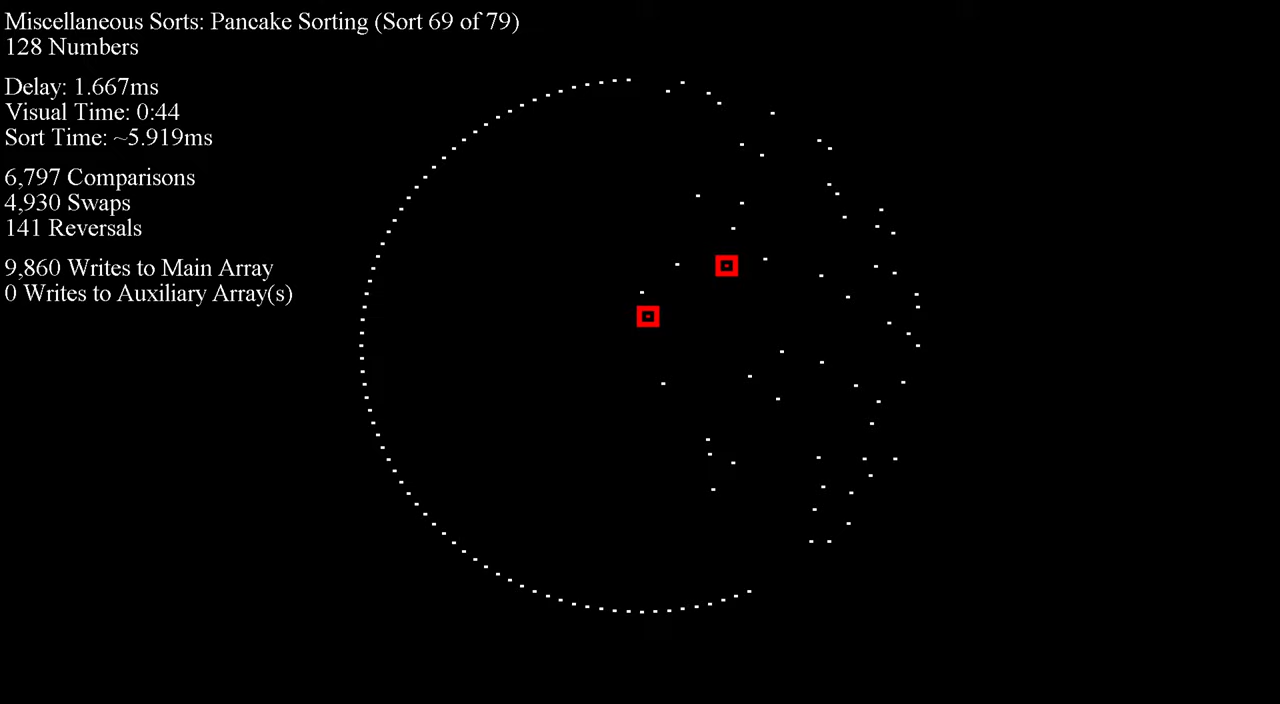 Miscellaneous Sorts: Pancake Sorting (Sort 69 of 79)
128 Numbers
Delay: 1.667ms
Visual Time: 0:44
Sort Time: ~5.919ms
6,797 Comparisons
4,930 Swaps
141 Reversals
9,860 Writes to Main Array
0 Writes to Auxiliary Array(s)